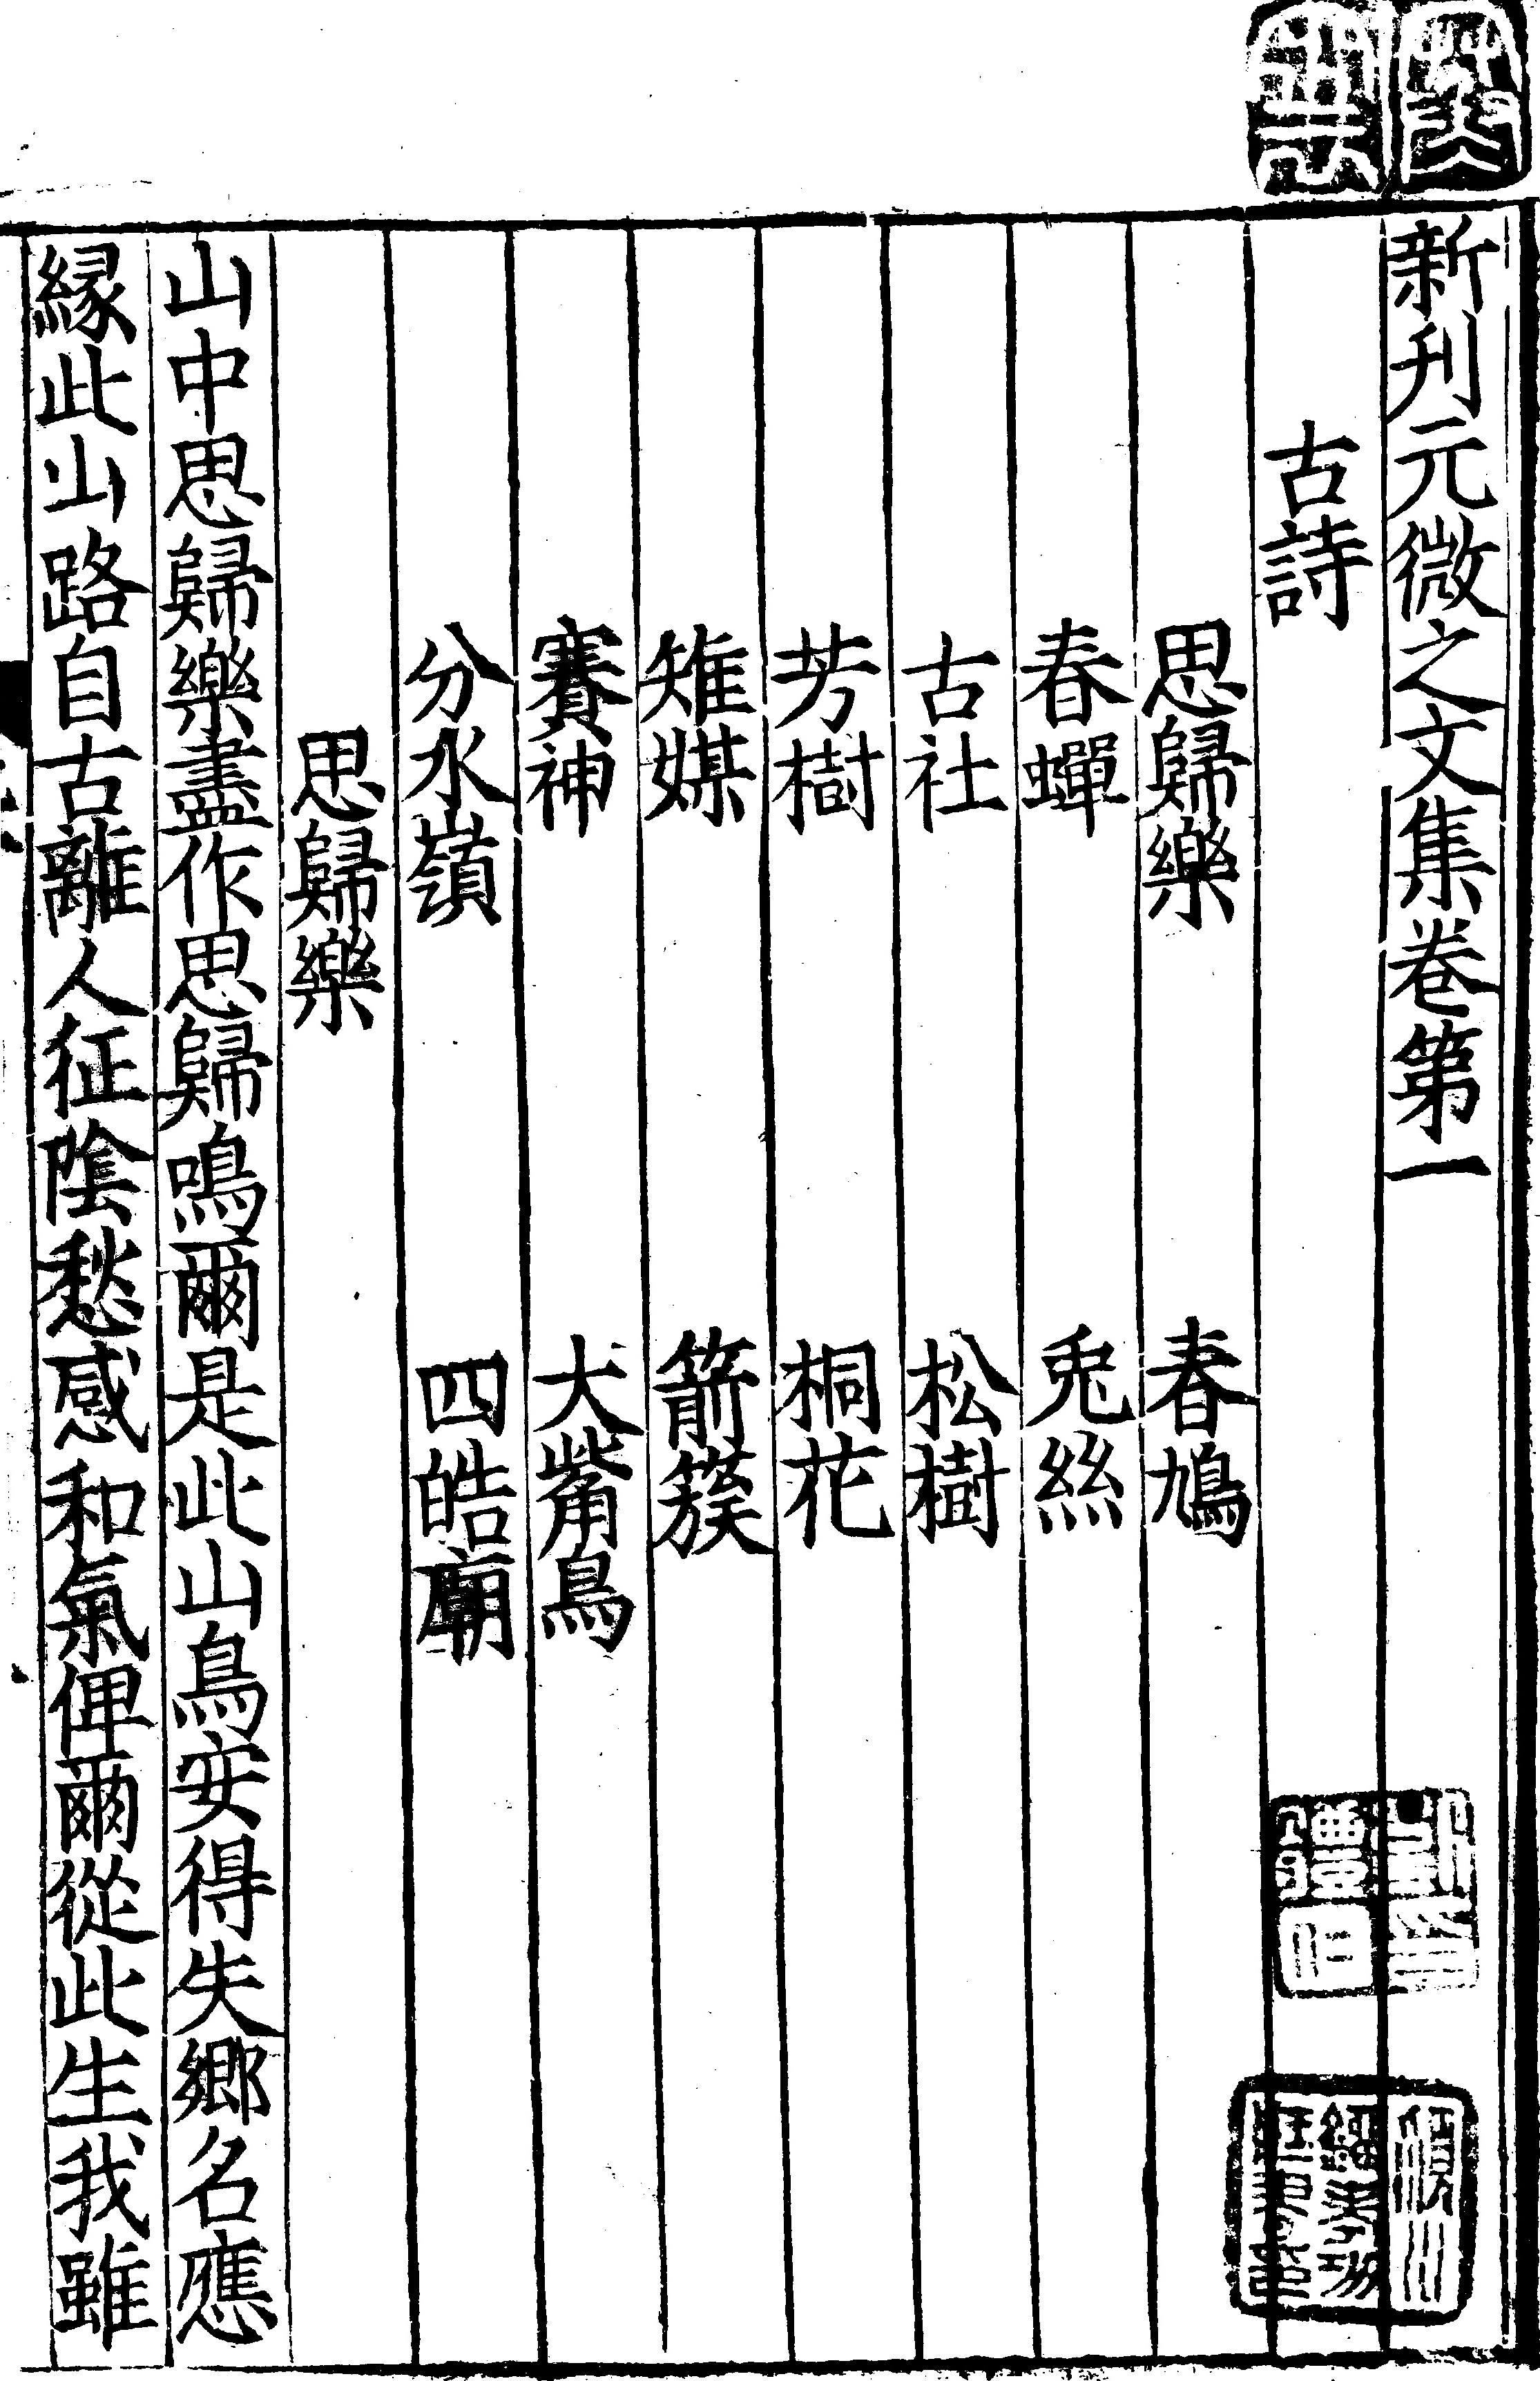 新刊元微之文集卷第一
古詩
思歸樂　春鳩
春蟬　兎絲
古社　松樹
芳樹　桐花
雉媒　箭簇
賽神　大觜烏
分水嶺　四皓廟
思歸樂
山中思歸樂盡作思歸鳴爾是此山鳥安得失鄉名應
緣此山路自古離人征陰愁感和氣俾爾從此生我雖